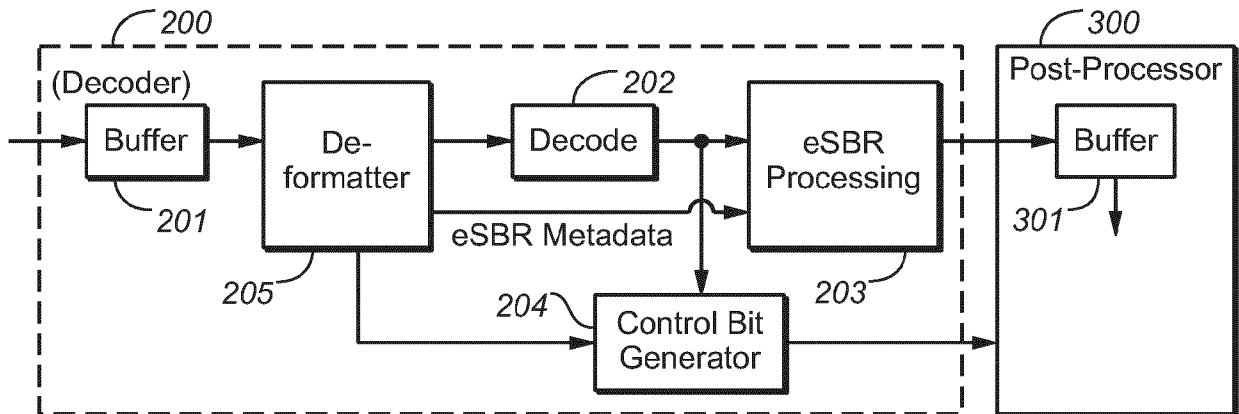 200
(Decoder)
Buffer
201
De-
formatter
205
202
Decode
eSBR Metadata
eSBR
Processing
203
204
Control Bit
Generator
300
Post-Processor
Buffer
301